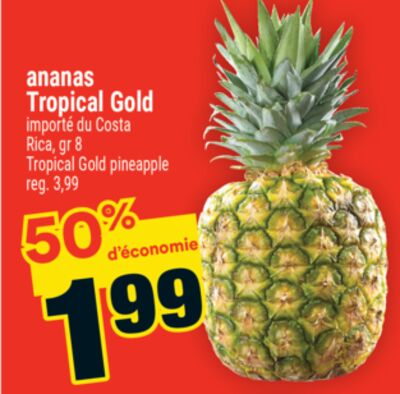 ananas
Tropical Gold
importé du Costa
Rica, gr 8
Tropical Gold pineapple
reg. 3,99
50%
d'économie
1 99